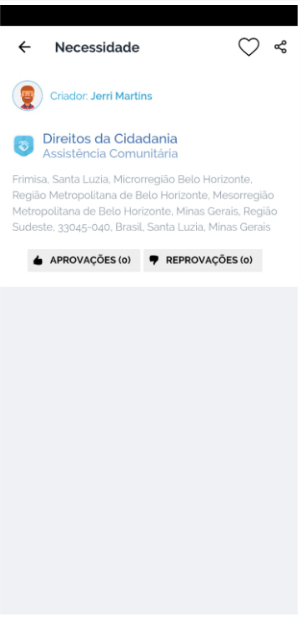 Necessidade
Criador: Jerri Martins
Direitos da Cidadania
Assistência Comunitária
Frimisa, Santa Luzia, Microrregião Belo Horizonte,
Região Metropolitana de Belo Horizonte, Mesorregião
Metropolitana de Belo Horizonte, Minas Gerais, Região
Sudeste, 33045-040, Brasil, Santa Luzia, Minas Gerais
APROVAÇÕES (0) REPROVAÇÕES (0)